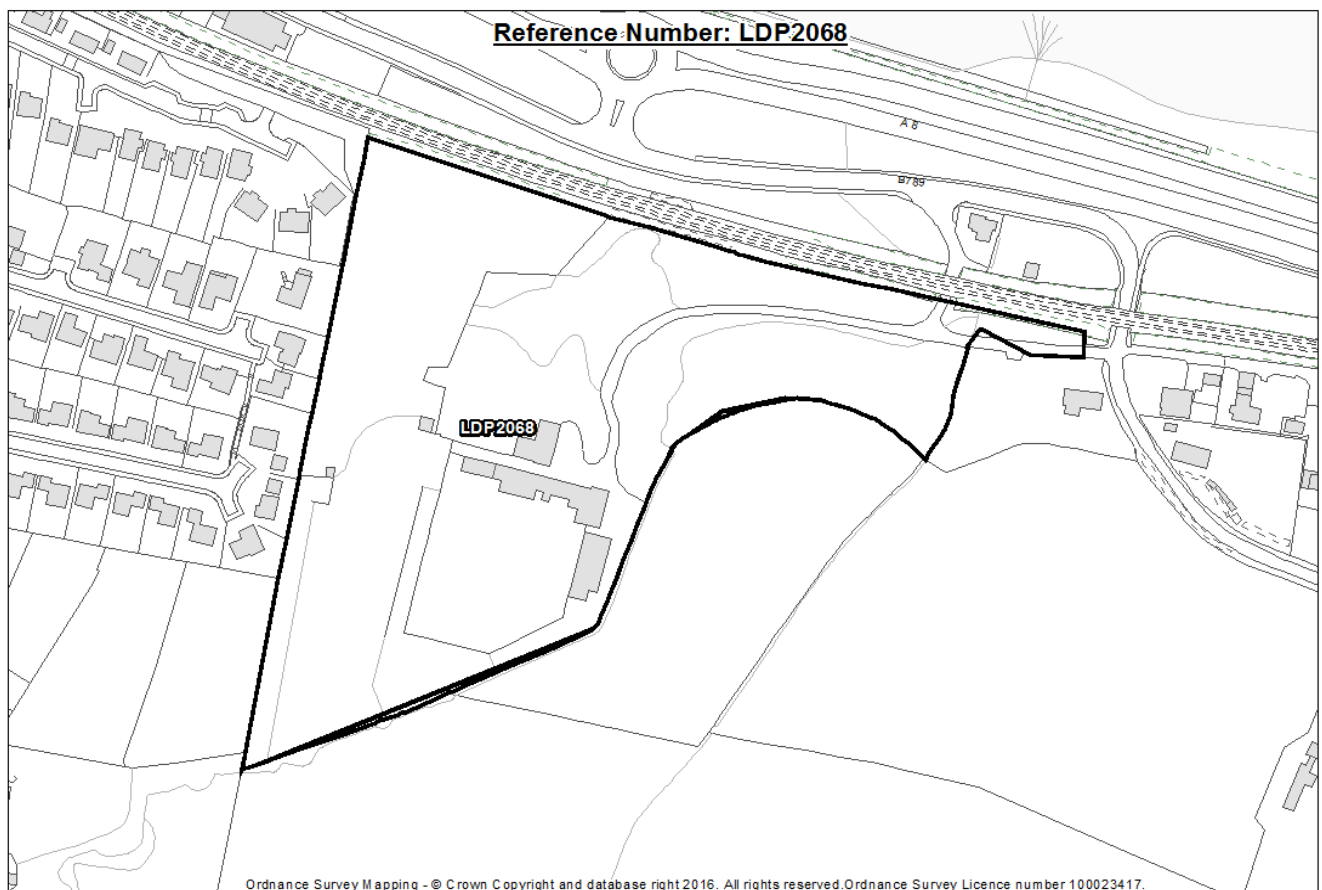 Reference Number: LDP2068
A 8
B789
LDP2068
Ordnance Survey Mapping - © Crown Copyright and database right 2016. All rights reserved.Ordnance Survey Licence number 100023417.